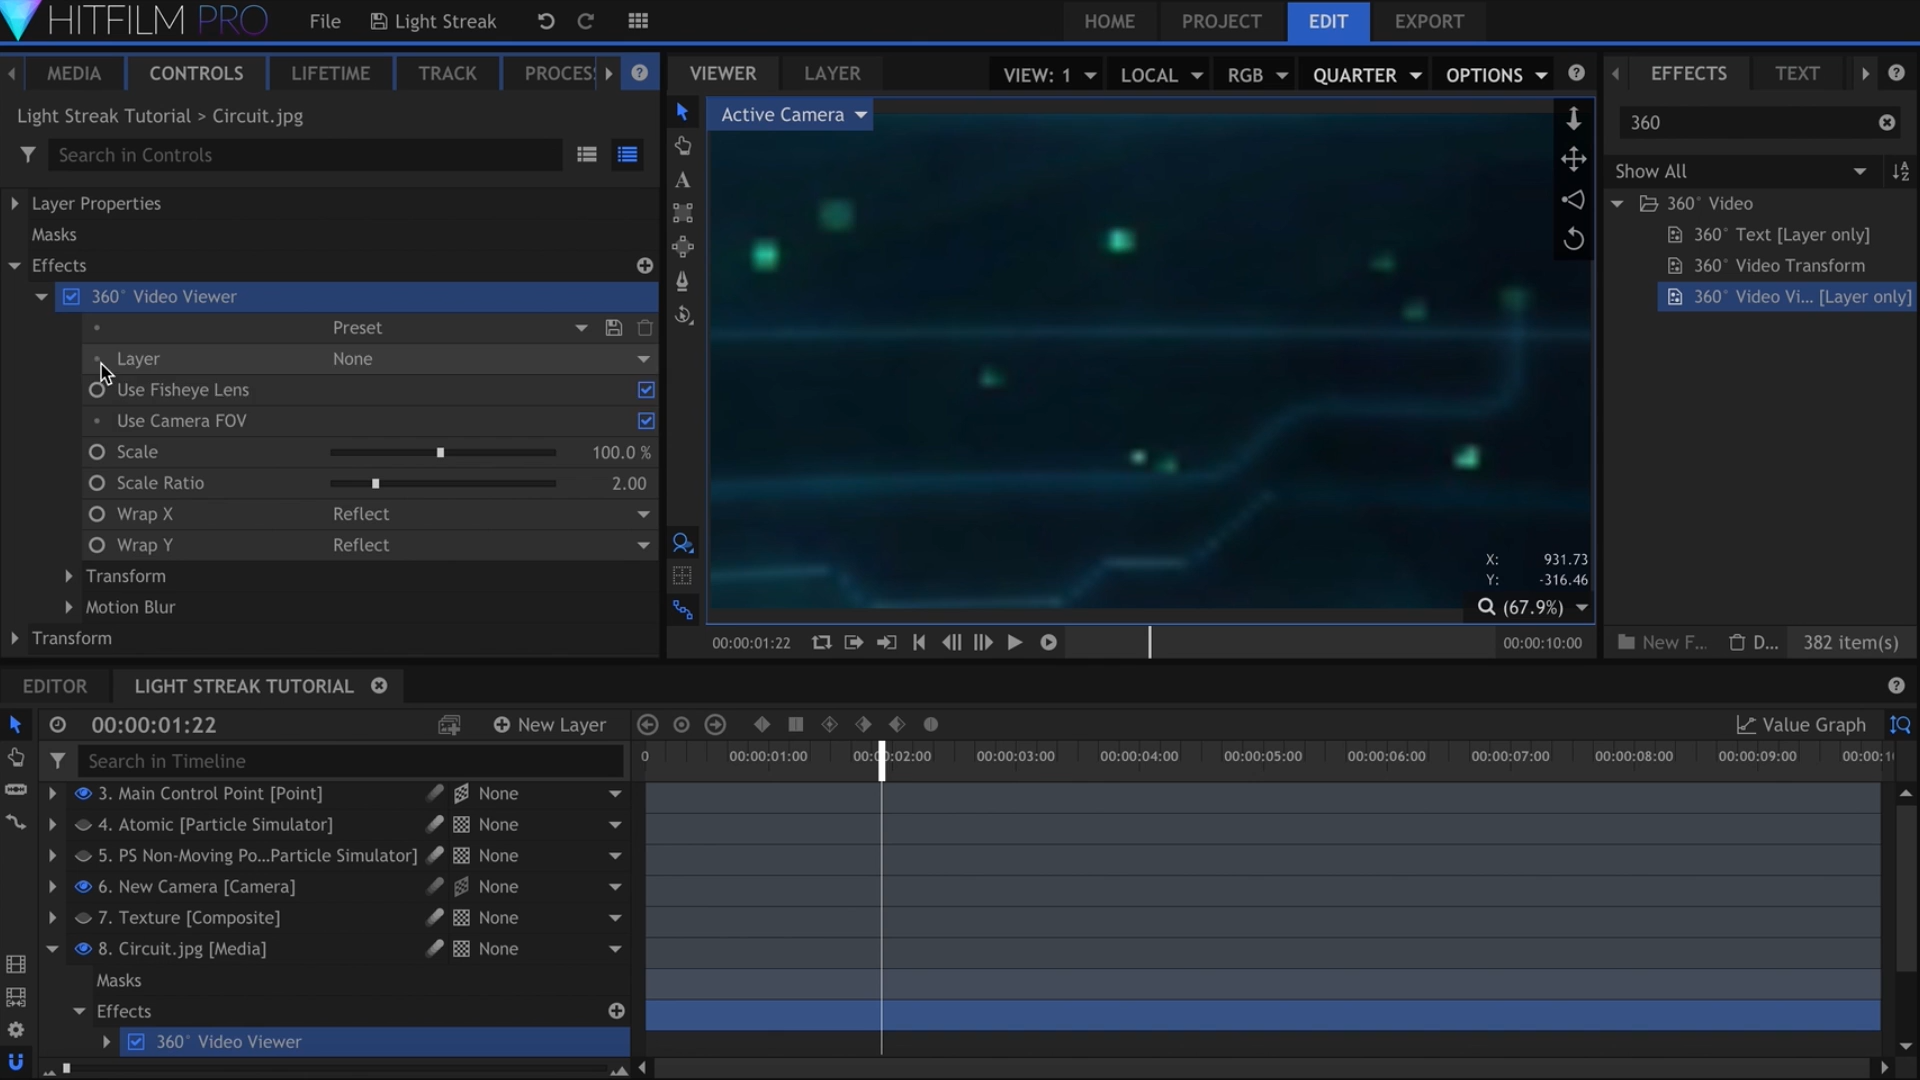 HITFILM PRO File Light Streak HOME PROJECT EDIT EXPORT
MEDIA CONTROLS LIFETIME TRACK PROCES
Light Streak Tutorial > Circuit.jpg
Search in Controls
Layer Properties
Masks
Effects
360° Video Viewer
Preset
Layer None
Use Fisheye Lens
Use Camera FOV
Scale 100.0 %
Scale Ratio 2.00
Wrap X Reflect
Wrap Y Reflect
Transform
Motion Blur
Transform
VIEWER LAYER VIEW: 1 LOCAL RGB QUARTER OPTIONS
Active Camera
X: 931.73
Y: -316.46
(67.9%)
00:00:01:22 00:00:10:00
EFFECTS TEXT
360
Show All
360° Video
360° Text [Layer only]
360° Video Transform
360° Video Vi... [Layer only]
New F... D... 382 item(s)
EDITOR LIGHT STREAK TUTORIAL
00:00:01:22 New Layer Value Graph
Search in Timeline
0 00:00:01:00 00:00:02:00 00:00:03:00 00:00:04:00 00:00:05:00 00:00:06:00 00:00:07:00 00:00:08:00 00:00:09:00 00:00:1
3. Main Control Point [Point] None
4. Atomic [Particle Simulator] None
5. PS Non-Moving Po...Particle Simulator] None
6. New Camera [Camera] None
7. Texture [Composite] None
8. Circuit.jpg [Media] None
Masks
Effects
360° Video Viewer